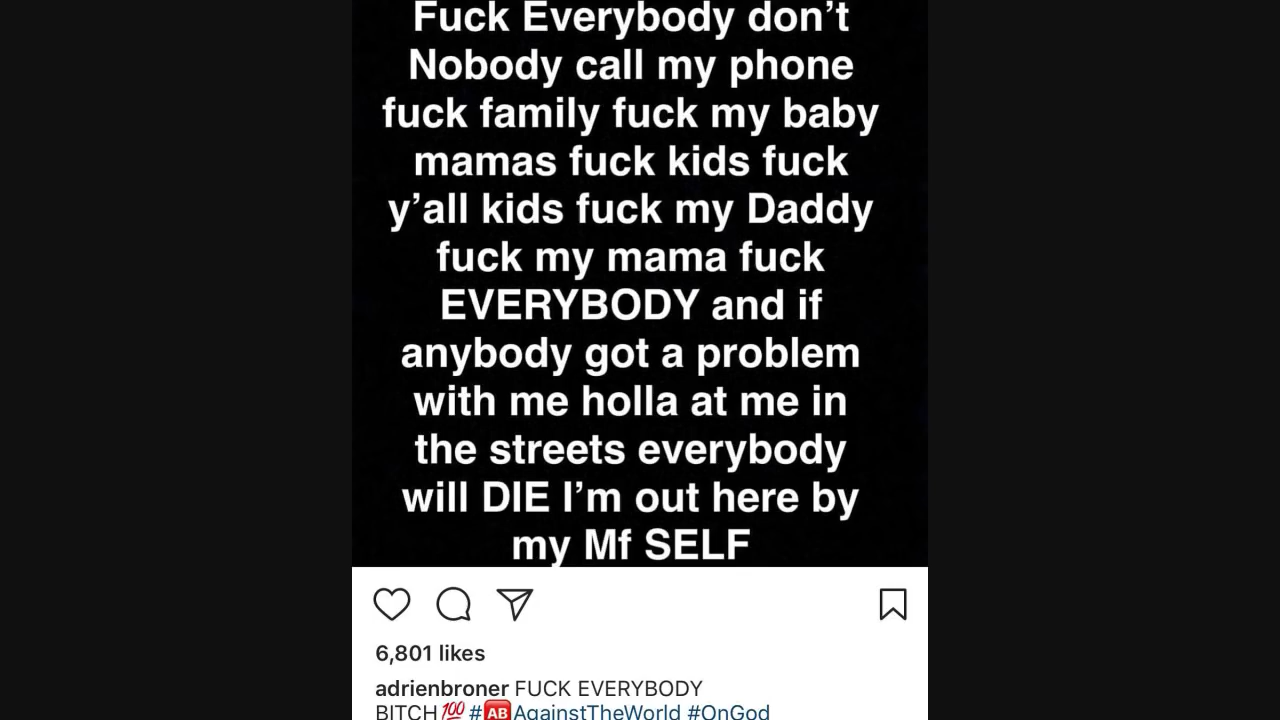 Fuck Everybody don’t
Nobody call my phone
fuck family fuck my baby
mamas fuck kids fuck
y’all kids fuck my Daddy
fuck my mama fuck
EVERYBODY and if
anybody got a problem
with me holla at me in
the streets everybody
will DIE I’m out here by
my Mf SELF
6,801 likes
adrienbroner FUCK EVERYBODY
BITCH💯 #🆎AgainstTheWorld #OnGod